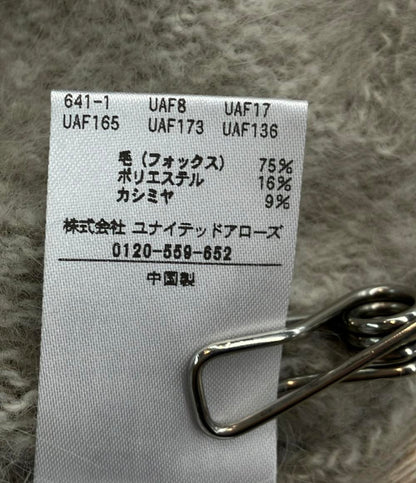 641-1 UAF8 UAF17
UAF165 UAF173 UAF136
毛(フォックス) 75%
ポリエステル 16%
カシミヤ 9%
株式会社 ユナイテッドアローズ
0120-559-652
中国製